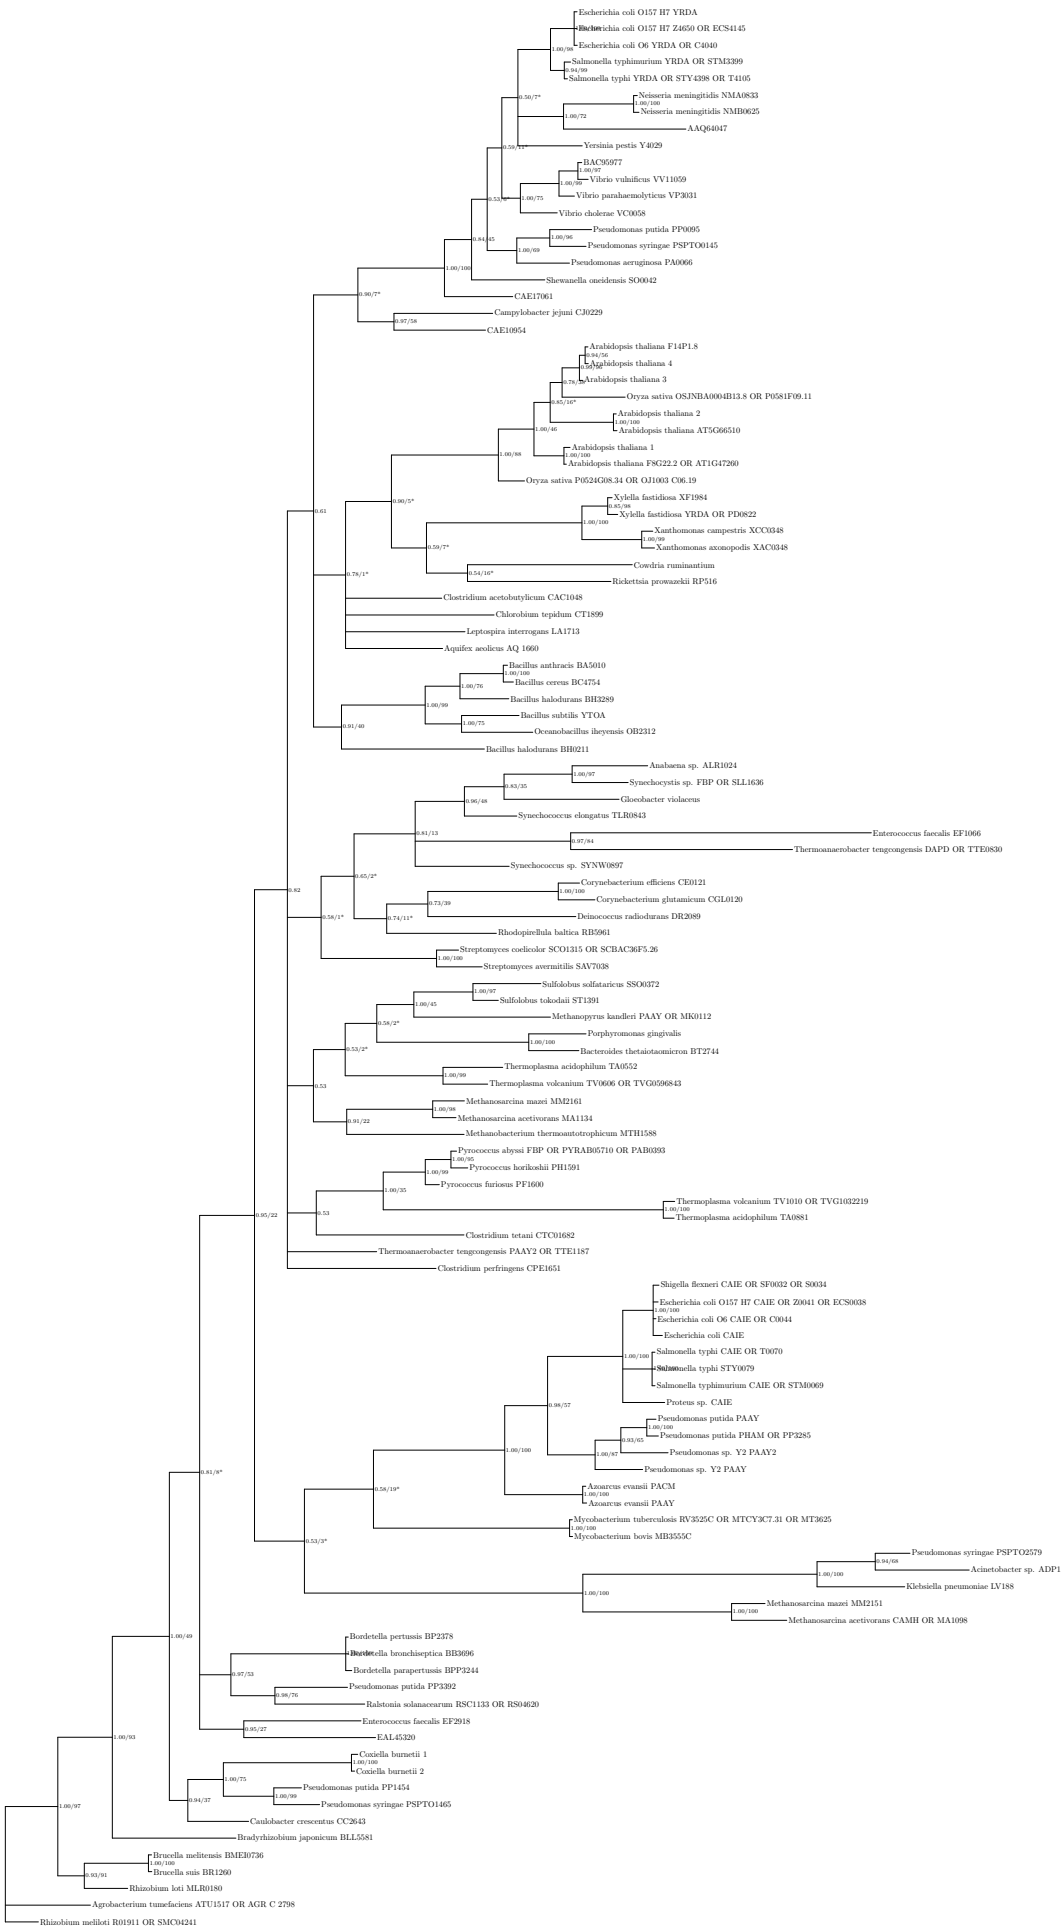 Escherichia coli O157 H7 YRDA
Escherichia coli O157 H7 Z4650 OR ECS4145
Escherichia coli O6 YRDA OR C4040
1.00/98
Salmonella typhimurium YRDA OR STM3399
0.94/99
Salmonella typhi YRDA OR STY4398 OR T4105
0.50/7*
Neisseria meningitidis NMA0833
1.00/100
Neisseria meningitidis NMB0625
1.00/72
AAQ64047
0.59/11*
Yersinia pestis Y4029
BAC95977
1.00/97
Vibrio vulnificus VV11059
1.00/99
Vibrio parahaemolyticus VP3031
1.00/75
Vibrio cholerae VC0058
Pseudomonas putida PP0095
1.00/96
0.84/45
Pseudomonas syringae PSPTO0145
1.00/69
Pseudomonas aeruginosa PA0066
1.00/100
Shewanella oneidensis SO0042
0.90/7*
CAE17061
Campylobacter jejuni CJ0229
0.97/58
CAE10954
Arabidopsis thaliana F14P1.8
0.94/56
Arabidopsis thaliana 4
Arabidopsis thaliana 3
Oryza sativa OSJNBA0004B13.8 OR P0581F09.11
0.85/16*
Arabidopsis thaliana 2
1.00/100
Arabidopsis thaliana AT5G66510
1.00/46
Arabidopsis thaliana 1
1.00/88
1.00/100
Arabidopsis thaliana F8G22.2 OR AT1G47260
Oryza sativa P0524G08.34 OR OJ1003 C06.19
0.90/5*
Xylella fastidiosa XF1984
0.85/98
0.61
Xylella fastidiosa YRDA OR PD0822
1.00/100
Xanthomonas campestris XCC0348
1.00/99
Xanthomonas axonopodis XAC0348
0.59/7*
Cowdria ruminantium
0.54/16*
0.78/1*
Rickettsia prowazekii RP516
Clostridium acetobutylicum CAC1048
Chlorobium tepidum CT1899
Leptospira interrogans LA1713
Aquifex aeolicus AQ 1660
Bacillus anthracis BA5010
1.00/100
Bacillus cereus BC4754
1.00/76
Bacillus halodurans BH3289
1.00/99
Bacillus subtilis YTOA
1.00/75
0.91/40
Oceanobacillus iheyensis OB2312
Bacillus halodurans BH0211
Anabaena sp. ALR1024
1.00/97
Synechocystis sp. FBP OR SLL1636
0.83/35
Gloeobacter violaceus
0.96/48
Synechococcus elongatus TLR0843
0.81/13
Enterococcus faecalis EF1066
0.97/84
Thermoanaerobacter tengcongensis DAPD OR TTE0830
Synechococcus sp. SYNW0897
0.65/2*
Corynebacterium efficiens CE0121
0.82
1.00/100
Corynebacterium glutamicum CGL0120
0.73/39
0.58/1*
Deinococcus radiodurans DR2089
0.74/11*
Rhodopirellula baltica RB5961
Streptomyces coelicolor SCO1315 OR SCBAC36F5.26
1.00/100
Streptomyces avermitilis SAV7038
Sulfolobus solfataricus SSO0372
1.00/97
Sulfolobus tokodaii ST1391
1.00/45
Methanopyrus kandleri PAAY OR MK0112
0.58/2*
Porphyromonas gingivalis
1.00/100
0.53/2*
Bacteroides thetaiotaomicron BT2744
Thermoplasma acidophilum TA0552
1.00/99
Thermoplasma volcanium TV0606 OR TVG0596843
0.53
Methanosarcina mazei MM2161
1.00/98
Methanosarcina acetivorans MA1134
0.91/22
Methanobacterium thermoautotrophicum MTH1588
Pyrococcus abyssi FBP OR PYRAB05710 OR PAB0393
1.00/95
Pyrococcus horikoshii PH1591
1.00/99
Pyrococcus furiosus PF1600
1.00/35
Thermoplasma volcanium TV1010 OR TVG1032219
1.00/100
0.95/22
0.53
Thermoplasma acidophilum TA0881
Clostridium tetani CTC01682
Thermoanaerobacter tengcongensis PAAY2 OR TTE1187
Clostridium perfringens CPE1651
Shigella flexneri CAIE OR SF0032 OR S0034
Escherichia coli O157 H7 CAIE OR Z0041 OR ECS0038
1.00/100
Escherichia coli O6 CAIE OR C0044
Escherichia coli CAIE
1.00/100
Salmonella typhi CAIE OR T0070
Salmonella typhi STY0079
Salmonella typhimurium CAIE OR STM0069
Proteus sp. CAIE
0.98/57
Pseudomonas putida PAAY
1.00/100
Pseudomonas putida PHAM OR PP3285
0.93/65
1.00/100
Pseudomonas sp. Y2 PAAY2
1.00/87
Pseudomonas sp. Y2 PAAY
0.81/8*
Azoarcus evansii PACM
0.58/19*
1.00/100
Azoarcus evansii PAAY
Mycobacterium tuberculosis RV3525C OR MTCY3C7.31 OR MT3625
1.00/100
Mycobacterium bovis MB3555C
0.53/3*
Pseudomonas syringae PSPTO2579
0.94/68
Acinetobacter sp. ADP1
1.00/100
Klebsiella pneumoniae LV188
1.00/100
Methanosarcina mazei MM2151
1.00/100
Methanosarcina acetivorans CAMH OR MA1098
1.00/49
Bordetella pertussis BP2378
Bordetella bronchiseptica BB3696
Bordetella parapertussis BPP3244
0.97/53
Pseudomonas putida PP3392
0.98/76
Ralstonia solanacearum RSC1133 OR RS04620
Enterococcus faecalis EF2918
0.95/27
1.00/93
EAL45320
Coxiella burnetii 1
1.00/100
Coxiella burnetii 2
1.00/75
Pseudomonas putida PP1454
1.00/99
0.94/37
Pseudomonas syringae PSPTO1465
1.00/97
Caulobacter crescentus CC2643
Bradyrhizobium japonicum BLL5581
Brucella melitensis BMEI0736
1.00/100
Brucella suis BR1260
0.93/91
Rhizobium loti MLR0180
Agrobacterium tumefaciens ATU1517 OR AGR C 2798
Rhizobium meliloti R01911 OR SMC04241